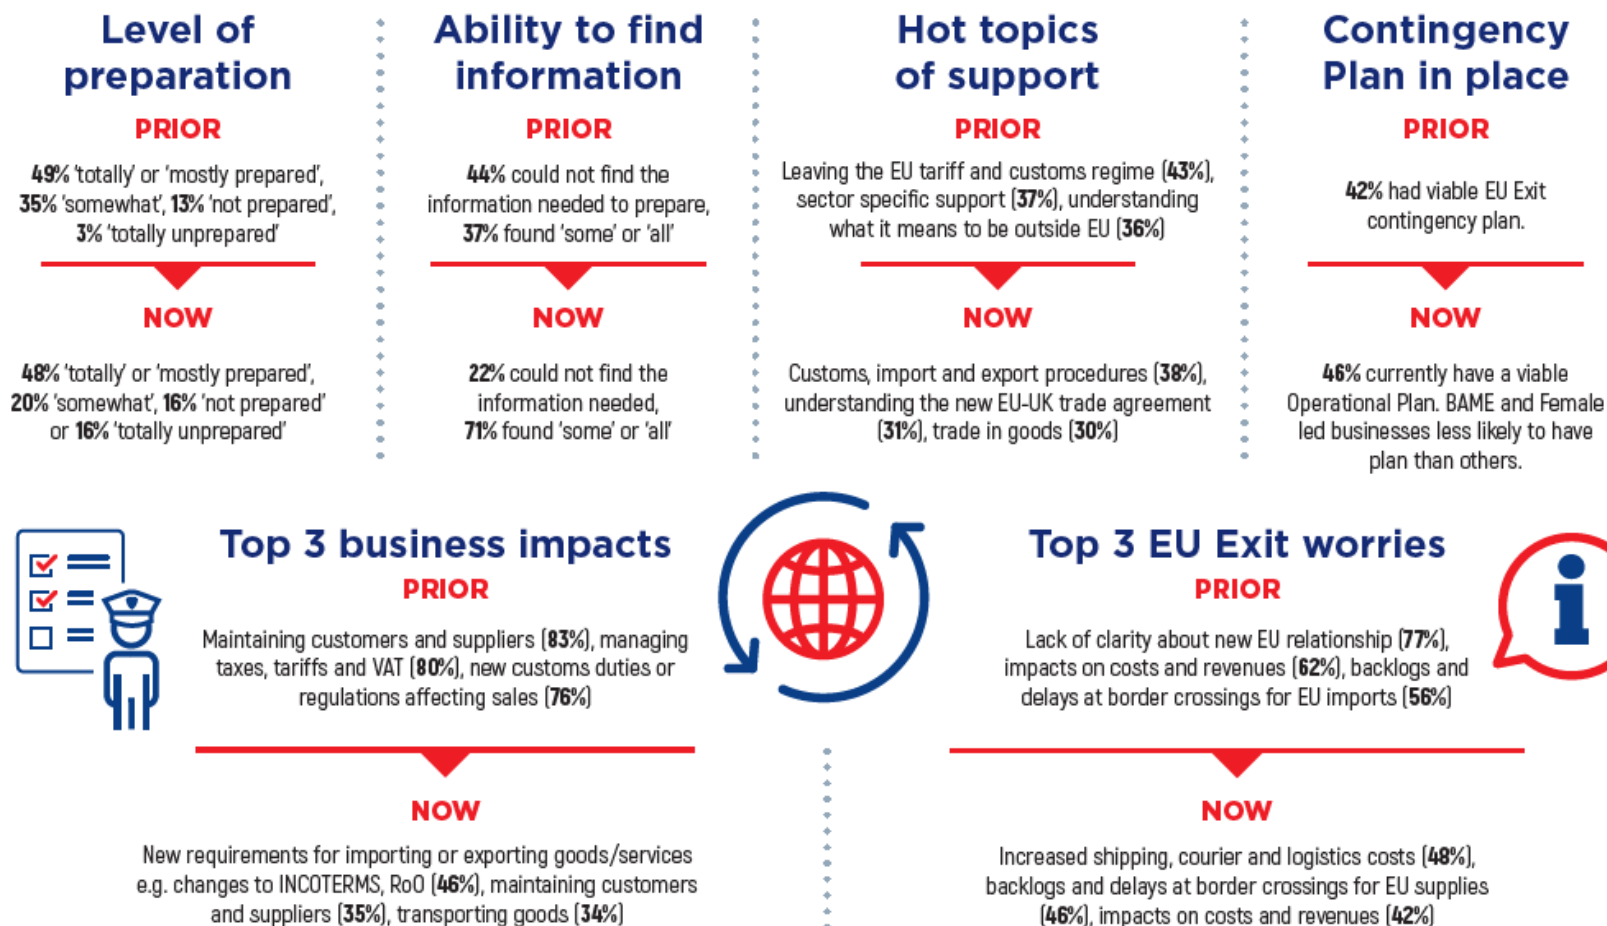 Level of
preparation
PRIOR
49% ‘totally’ or ‘mostly prepared’,
35% ‘somewhat’, 13% ‘not prepared’,
3% ‘totally unprepared’
NOW
48% ‘totally’ or ‘mostly prepared’,
20% ‘somewhat’, 16% ‘not prepared’
or 16% ‘totally unprepared’
Ability to find
information
PRIOR
44% could not find the
information needed to prepare,
37% found ‘some’ or ‘all’
NOW
22% could not find the
information needed,
71% found ‘some’ or ‘all’
Hot topics
of support
PRIOR
Leaving the EU tariff and customs regime (43%),
sector specific support (37%), understanding
what it means to be outside EU (36%)
NOW
Customs, import and export procedures (38%),
understanding the new EU-UK trade agreement
(31%), trade in goods (30%)
Contingency
Plan in place
PRIOR
42% had viable EU Exit
contingency plan.
NOW
46% currently have a viable
Operational Plan. BAME and Female
led businesses less likely to have
plan than others.
Top 3 business impacts
PRIOR
Maintaining customers and suppliers (83%), managing
taxes, tariffs and VAT (80%), new customs duties or
regulations affecting sales (76%)
NOW
New requirements for importing or exporting goods/services
e.g. changes to INCOTERMS, RoO (46%), maintaining customers
and suppliers (35%), transporting goods (34%)
Top 3 EU Exit worries
PRIOR
Lack of clarity about new EU relationship (77%),
impacts on costs and revenues (62%), backlogs and
delays at border crossings for EU imports (56%)
NOW
Increased shipping, courier and logistics costs (48%),
backlogs and delays at border crossings for EU supplies
(46%), impacts on costs and revenues (42%)